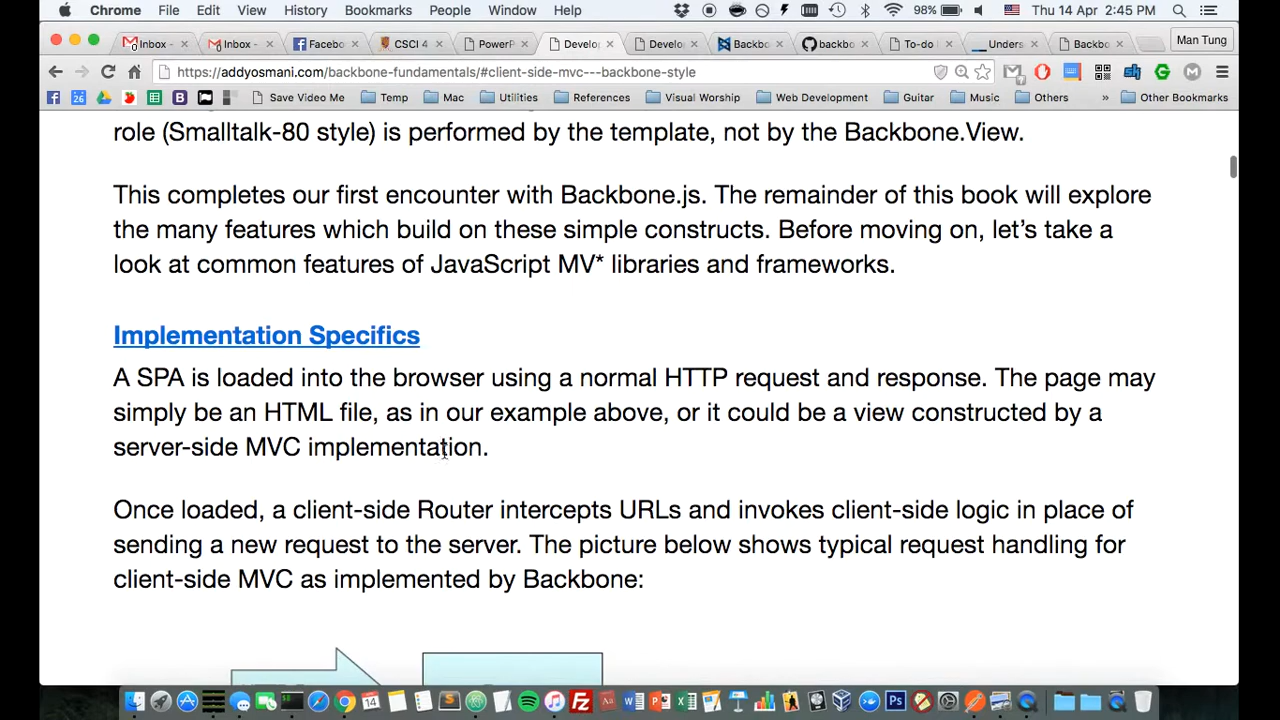 Chrome File Edit View History Bookmarks People Window Help 98% Thu 14 Apr 2:45 PM
Inbox - Inbox - Facebo CSCI 4 PowerP Develop Develop Backbo backbo To-do Unders Backbo Man Tung
https://addyosmani.com/backbone-fundamentals/#client-side-mvc---backbone-style
Save Video Me Temp Mac Utilities References Visual Worship Web Development Guitar Music Others » Other Bookmarks
role (Smalltalk-80 style) is performed by the template, not by the Backbone.View.
This completes our first encounter with Backbone.js. The remainder of this book will explore
the many features which build on these simple constructs. Before moving on, let’s take a
look at common features of JavaScript MV* libraries and frameworks.
Implementation Specifics
A SPA is loaded into the browser using a normal HTTP request and response. The page may
simply be an HTML file, as in our example above, or it could be a view constructed by a
server-side MVC implementation.
Once loaded, a client-side Router intercepts URLs and invokes client-side logic in place of
sending a new request to the server. The picture below shows typical request handling for
client-side MVC as implemented by Backbone: